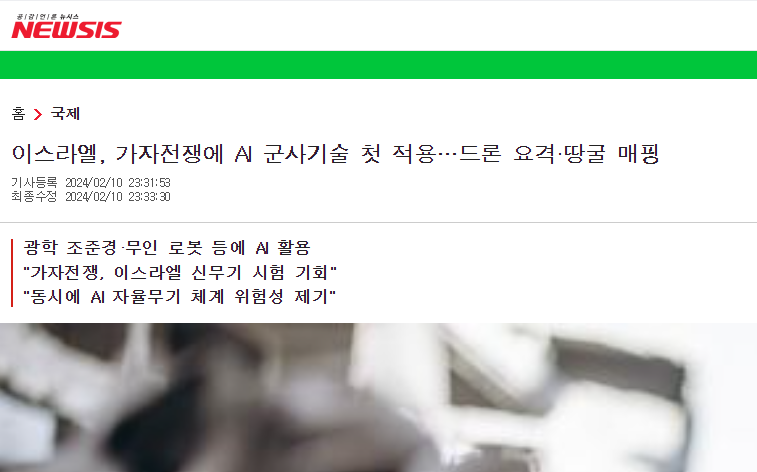 공|감|언|론 뉴시스
NEWSIS
홈 > 국제
이스라엘, 가자전쟁에 AI 군사기술 첫 적용…드론 요격·땅굴 매핑
기사등록 2024/02/10 23:31:53
최종수정 2024/02/10 23:33:30
광학 조준경·무인 로봇 등에 AI 활용
"가자전쟁, 이스라엘 신무기 시험 기회"
"동시에 AI 자율무기 체계 위험성 제기"